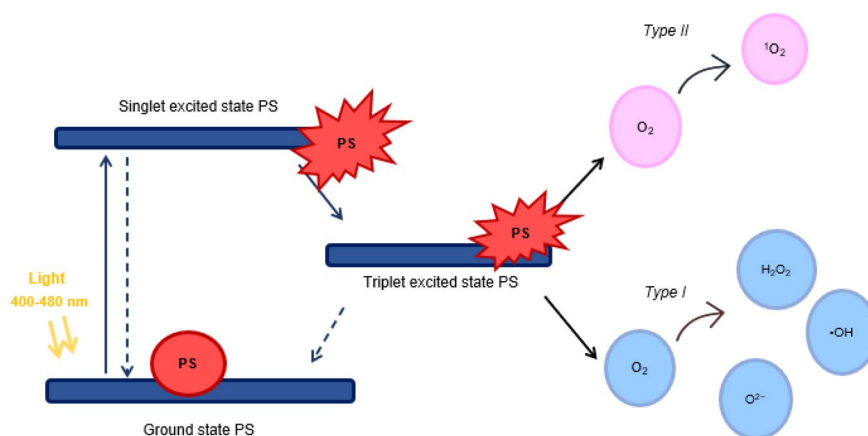 Type II
¹O₂
Singlet excited state PS
O₂
PS
PS
Light
400-480 nm
Triplet excited state PS
H₂O₂
Type I
•OH
PS
O₂
O²⁻
Ground state PS